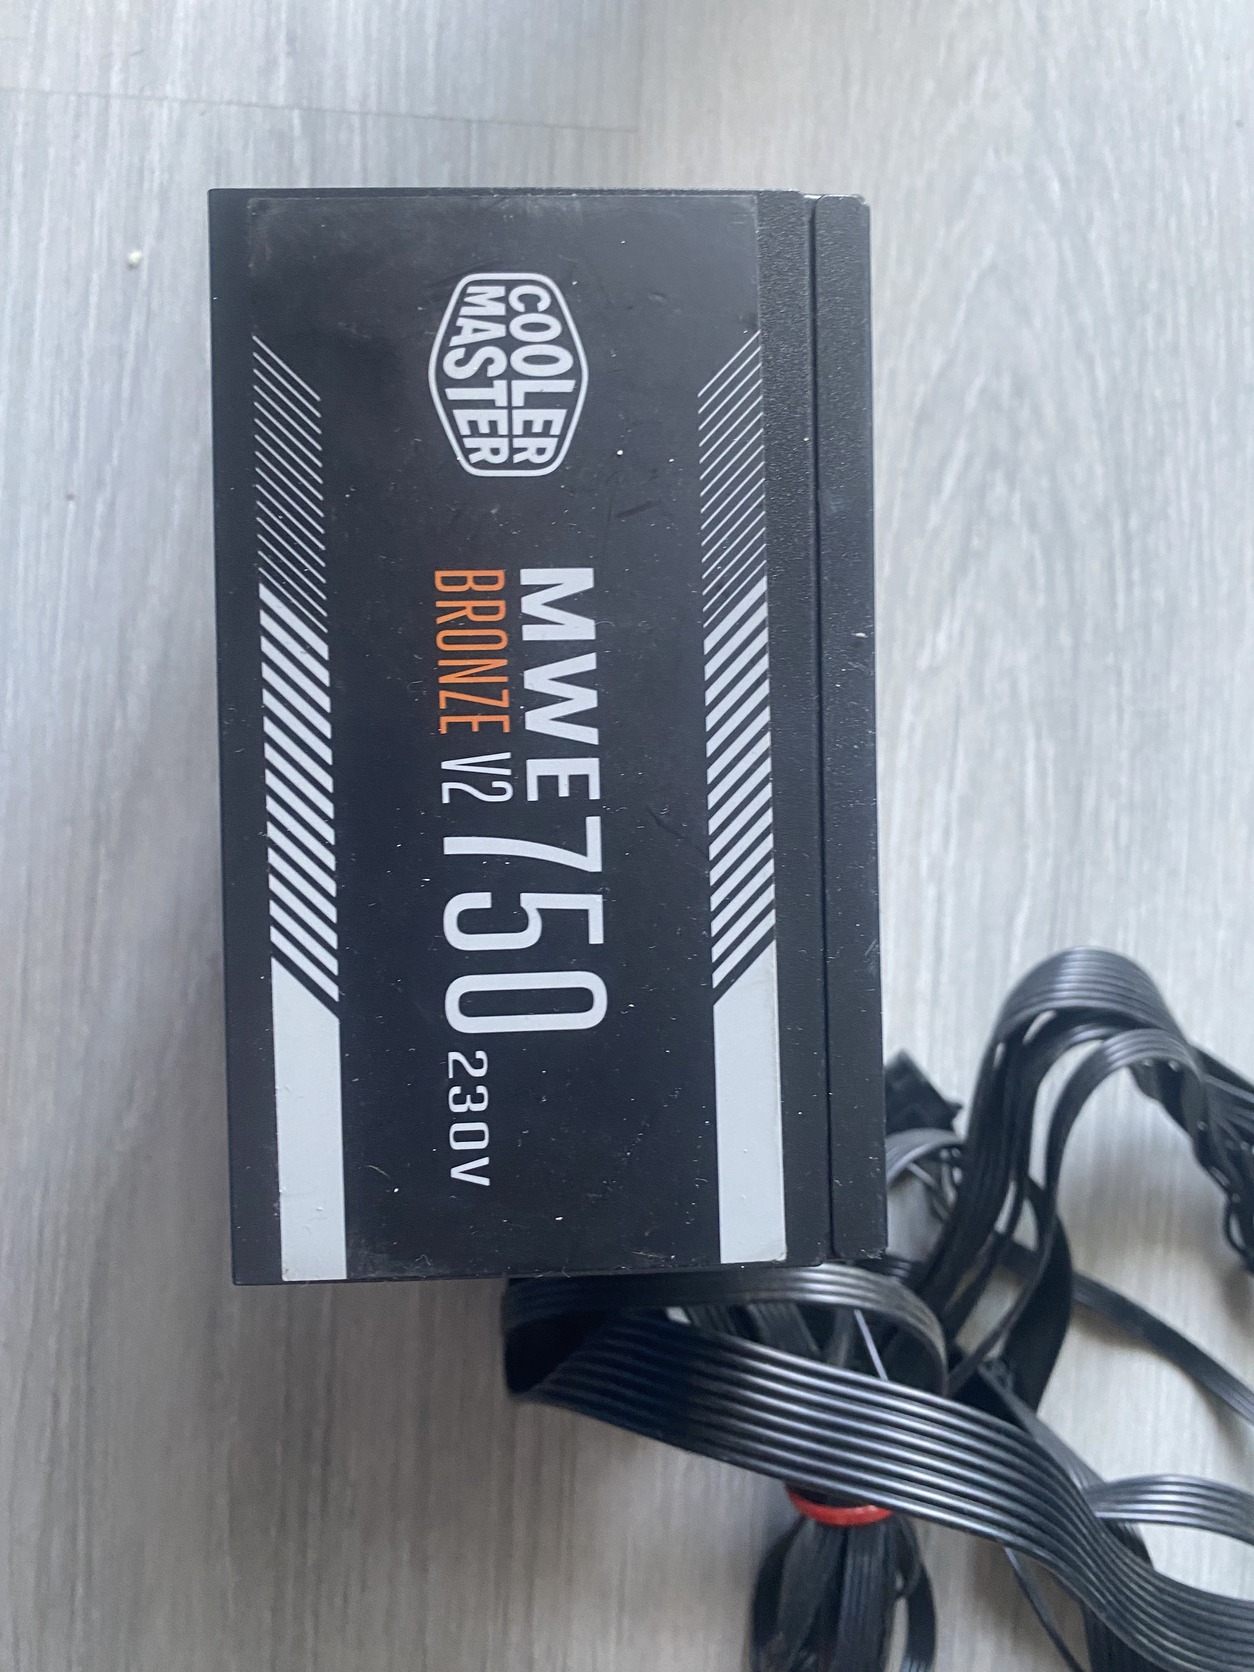 COOLER
MASTER
MWE 750
BRONZE V2
230V